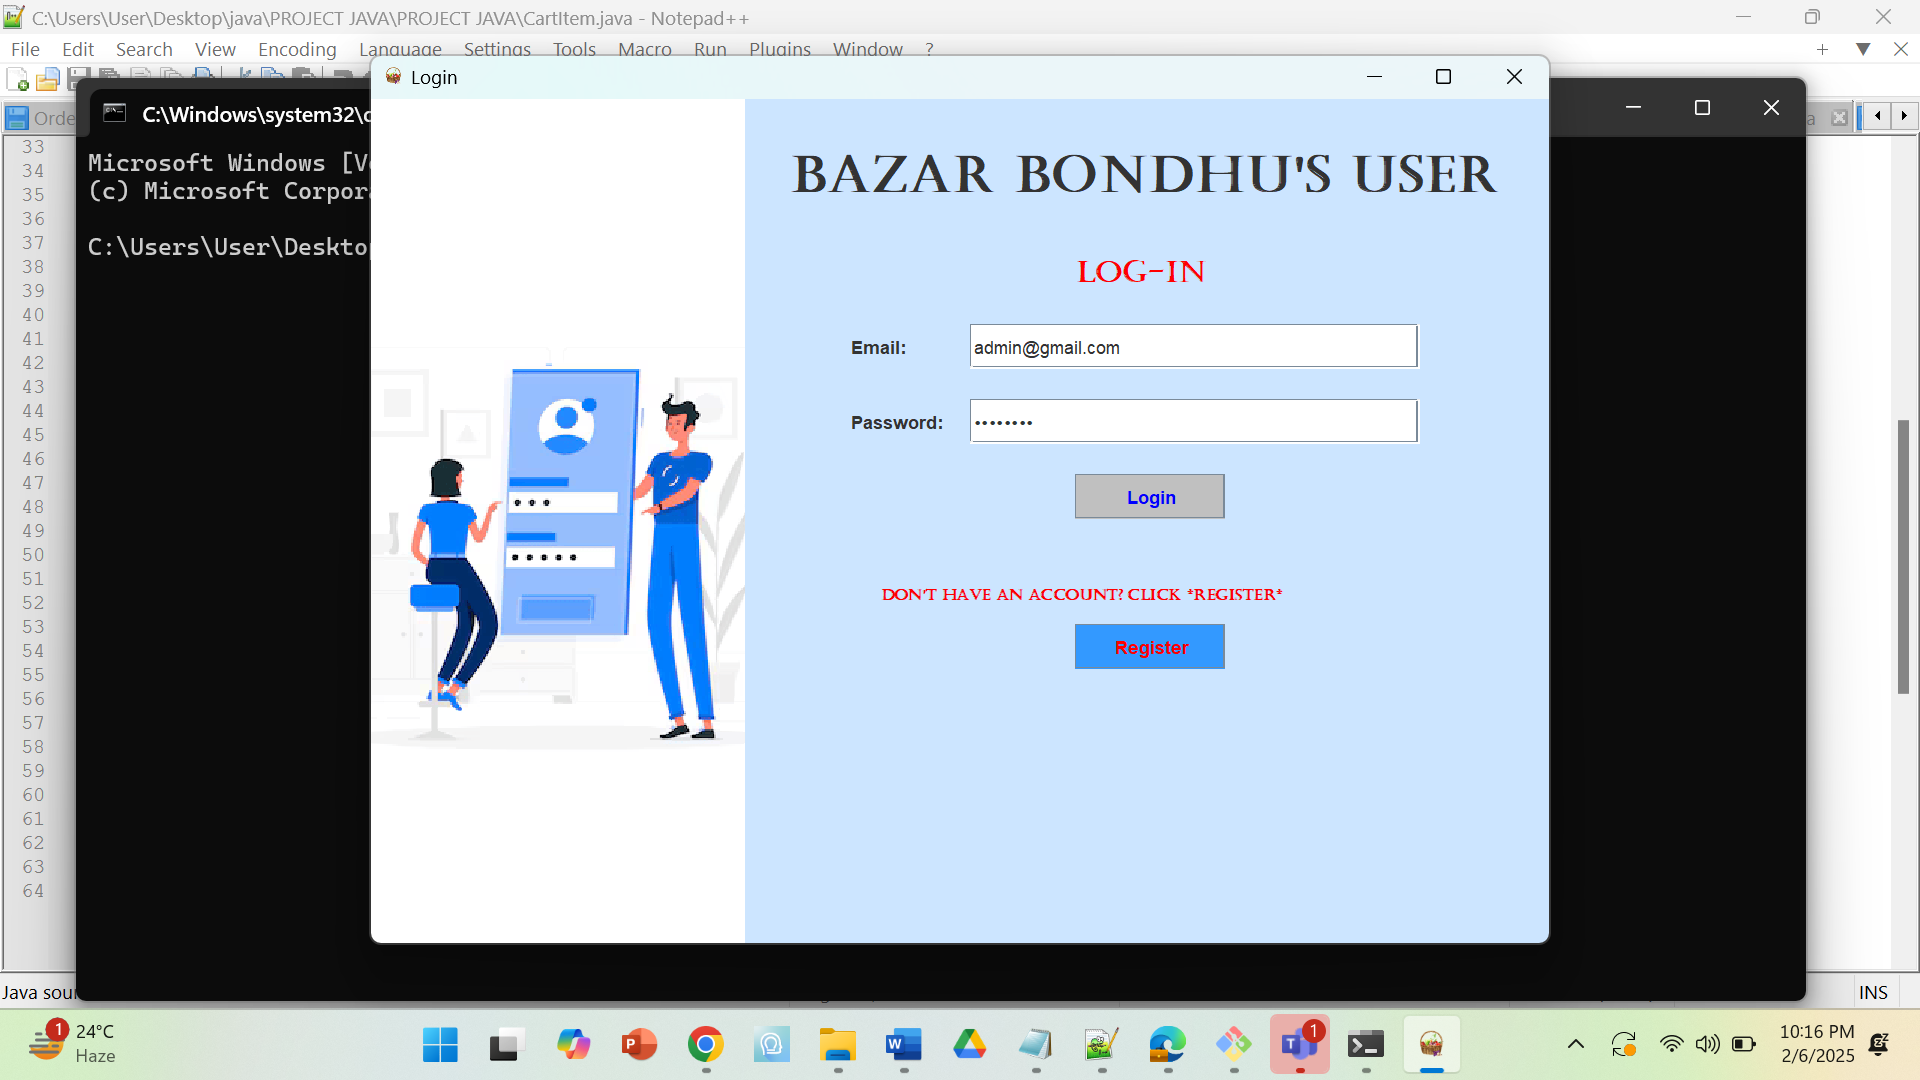 C:\Users\User\Desktop\java\PROJECT JAVA\PROJECT JAVA\CartItem.java - Notepad++
File Edit Search View Encoding Language Settings Tools Macro Run Plugins Window ?
Login
Orde
C:\Windows\system32\c
a
Microsoft Windows [V
(c) Microsoft Corpor
C:\Users\User\Deskto
33
34
35
36
37
38
39
40
41
42
43
44
45
46
47
48
49
50
51
52
53
54
55
56
57
58
59
60
61
62
63
64
BAZAR BONDHU'S USER
LOG-IN
Email: admin@gmail.com
Password: ••••••••
Login
DON'T HAVE AN ACCOUNT? CLICK *REGISTER*
Register
Java sou
INS
1
24°C
Haze
P
W
T
1
10:16 PM
2/6/2025